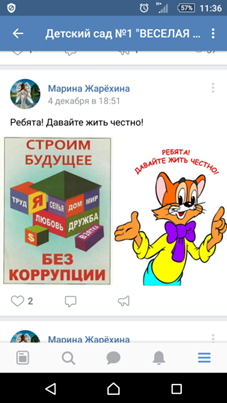 57% 11:36
Детский сад №1 "ВЕСЕЛАЯ ...
Марина Жарёхина
4 декабря в 18:51
Ребята! Давайте жить честно!
СТРОИМ
БУДУЩЕЕ
ТРУД Я СЕМЬЯ ДОМ МИР
ЛЮБОВЬ ДРУЖБА
$ ВЗЯТКА
БЕЗ
КОРРУПЦИИ
РЕБЯТА!
ДАВАЙТЕ ЖИТЬ ЧЕСТНО!
2
Марина Жарёхина